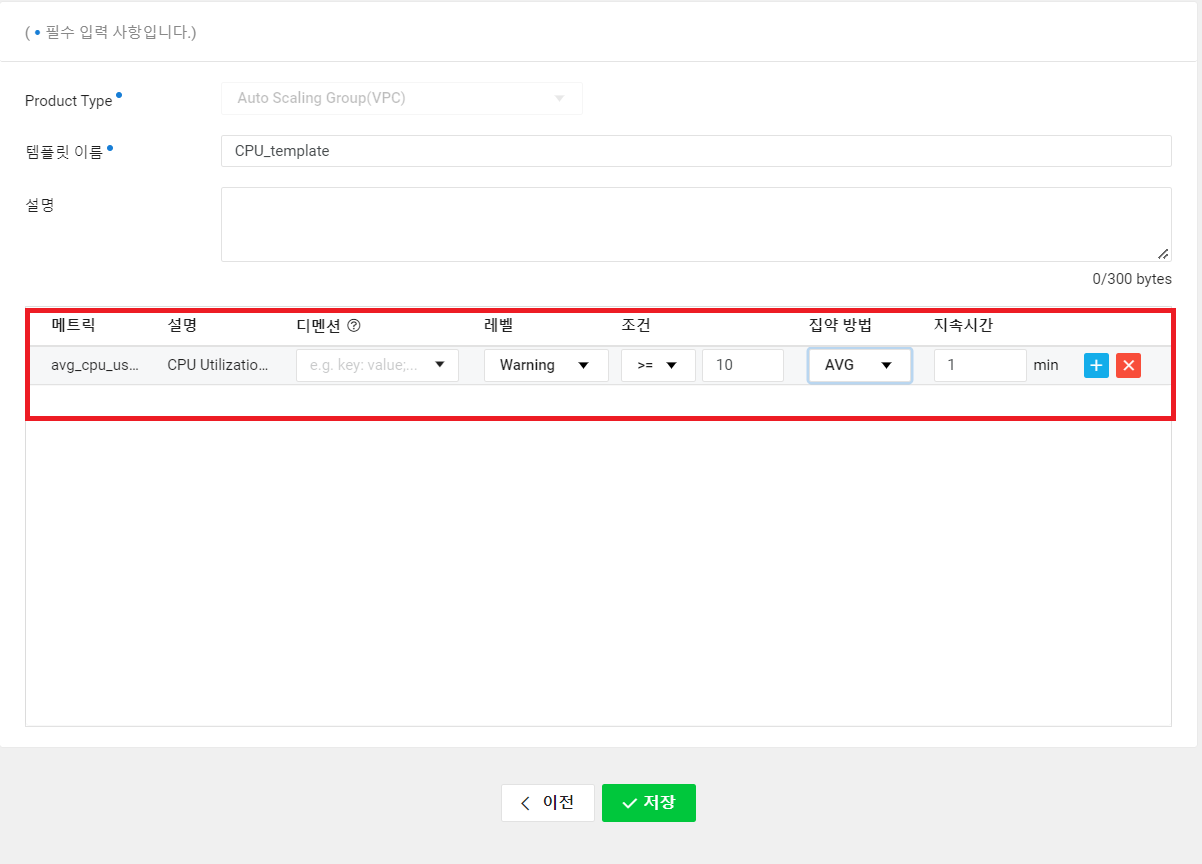 ( • 필수 입력 사항입니다.)
Product Type
Auto Scaling Group(VPC)
템플릿 이름
CPU_template
설명
0/300 bytes
메트릭 설명 디멘션 레벨 조건 집약 방법 지속시간
avg_cpu_us... CPU Utilizatio... e.g. key: value;... Warning >= 10 AVG 1 min
이전
저장